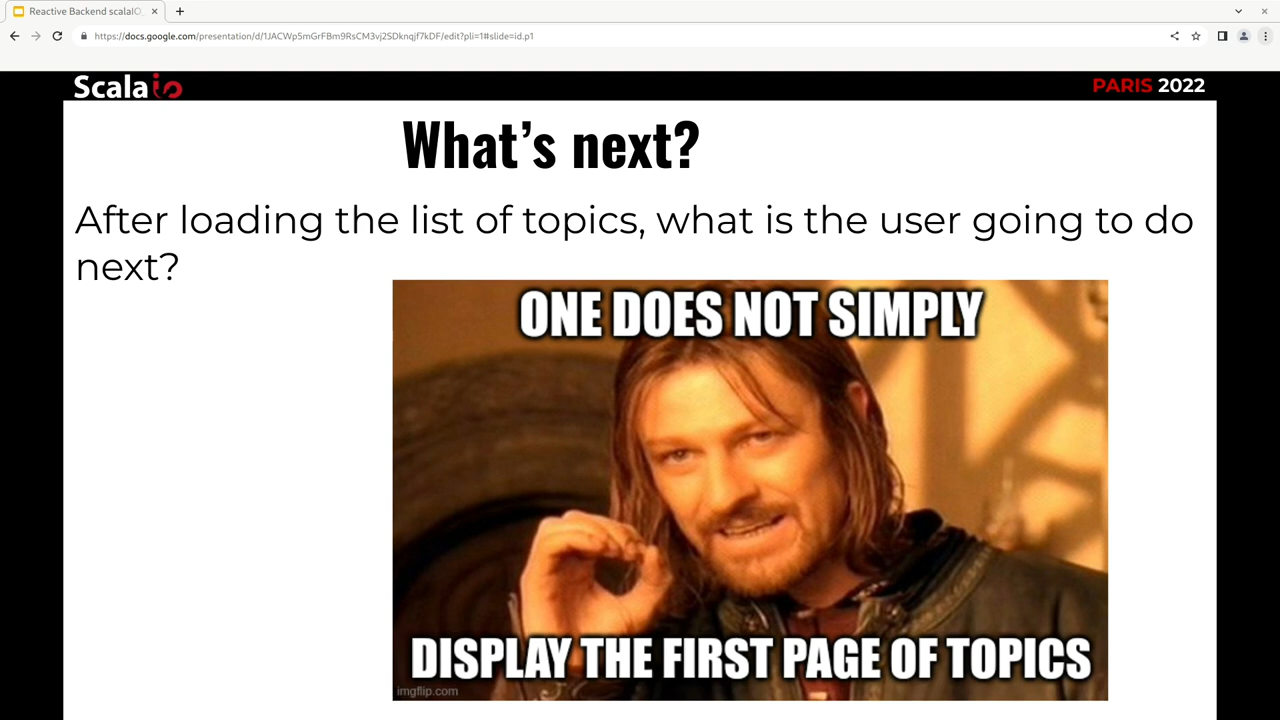 Reactive Backend scalaIO
https://docs.google.com/presentation/d/1JACWp5mGrFBm9RsCM3vj2SDknqjf7kDF/edit?pli=1#slide=id.p1
Scala io
PARIS 2022
What's next?
After loading the list of topics, what is the user going to do
next?
ONE DOES NOT SIMPLY
DISPLAY THE FIRST PAGE OF TOPICS
imgflip.com